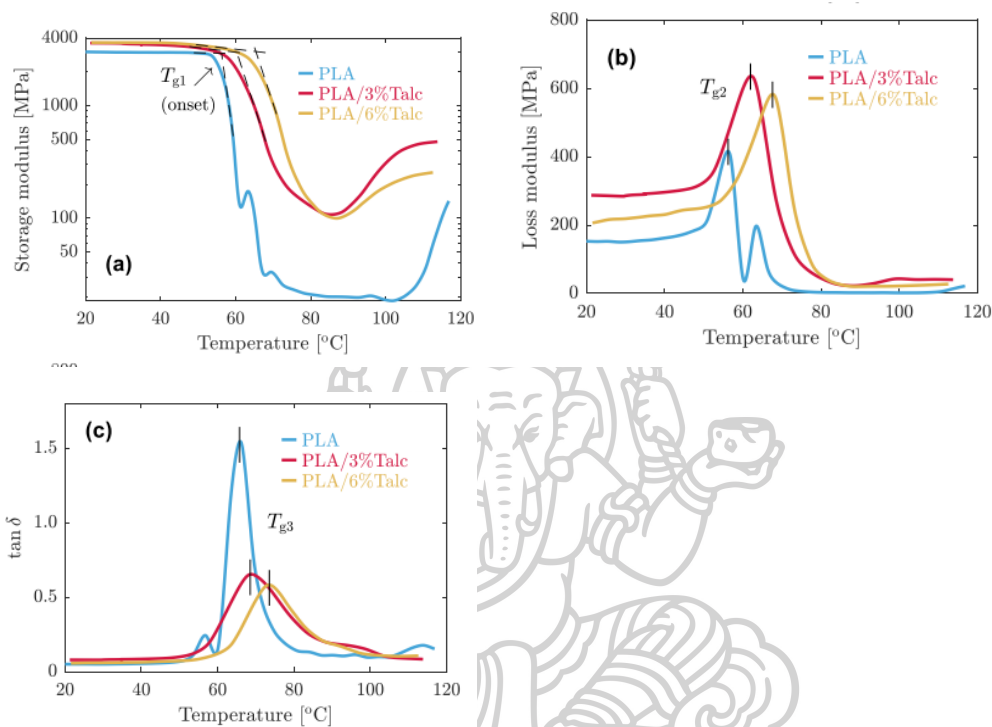 4000
1000
500
100
50
Storage modulus [MPa]
T_g1
(onset)
PLA
PLA/3%Talc
PLA/6%Talc
(a)
20 40 60 80 100 120
Temperature [°C]
800
600
400
200
0
Loss modulus [MPa]
(b)
T_g2
PLA
PLA/3%Talc
PLA/6%Talc
20 40 60 80 100 120
Temperature [°C]
(c)
1.5
1.0
0.5
0
tan δ
PLA
PLA/3%Talc
PLA/6%Talc
T_g3
20 40 60 80 100 120
Temperature [°C]